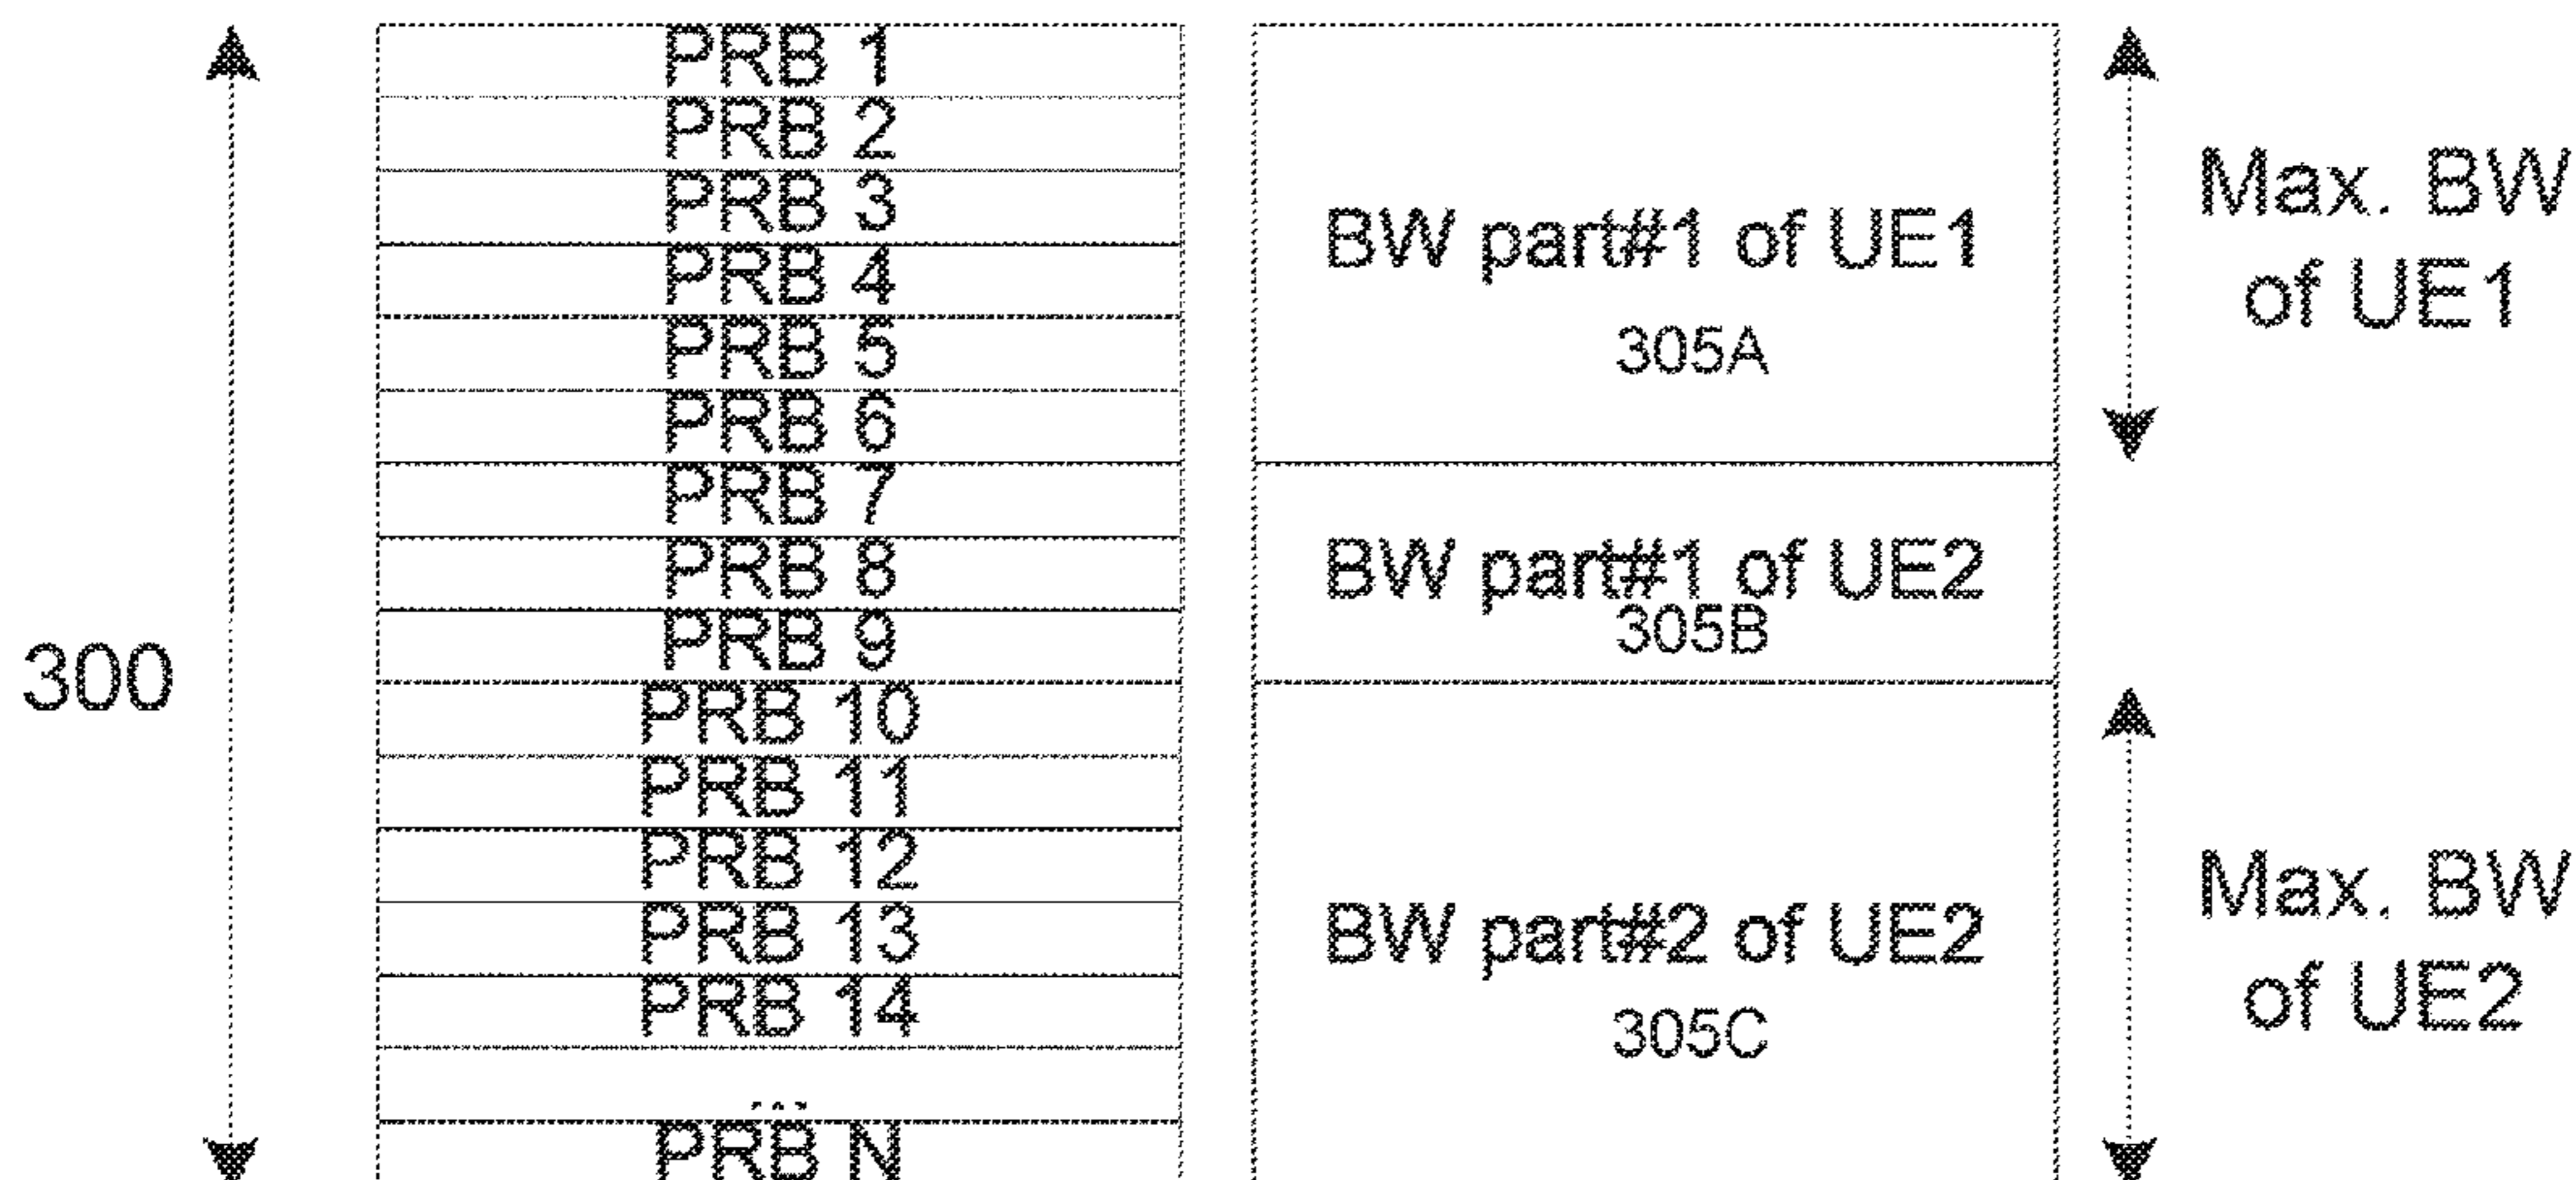 300
PRB 1
PRB 2
PRB 3
PRB 4
PRB 5
PRB 6
PRB 7
PRB 8
PRB 9
PRB 10
PRB 11
PRB 12
PRB 13
PRB 14
...
PRB N
BW part#1 of UE1
305A
BW part#1 of UE2
305B
BW part#2 of UE2
305C
Max. BW
of UE1
Max. BW
of UE2